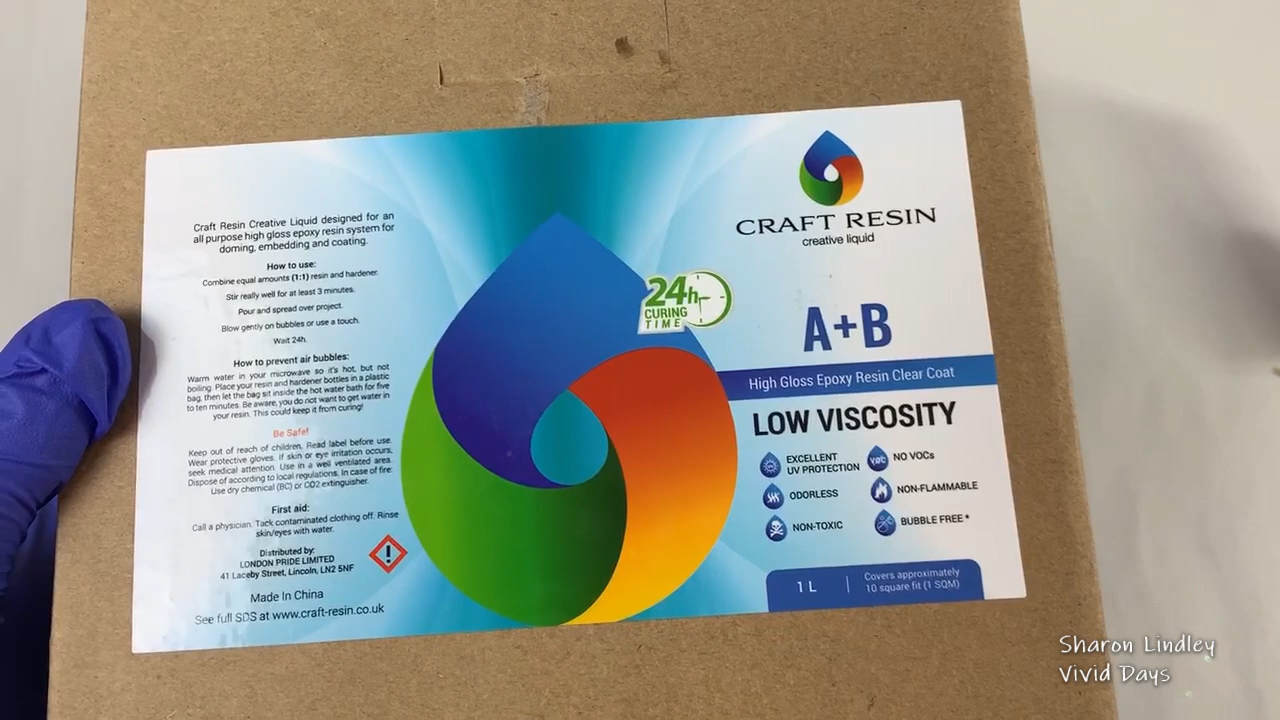 Craft Resin Creative Liquid designed for an
all purpose high gloss epoxy resin system for
doming, embedding and coating.
How to use:
Combine equal amounts (1:1) resin and hardener.
Stir really well for at least 3 minutes.
Pour and spread over project.
Blow gently on bubbles or use a touch.
Wait 24h.
How to prevent air bubbles:
Warm water in your microwave so it's hot, but not
boiling. Place your resin and hardener bottles in a plastic
bag, then let the bag sit inside the hot water bath for five
to ten minutes. Be aware, you do not want to get water in
your resin. This could keep it from curing!
Be Safe!
Keep out of reach of children. Read label before use.
Wear protective gloves. If skin or eye irritation occurs,
seek medical attention. Use in a well ventilated area.
Dispose of according to local regulations. In case of fire:
Use dry chemical (BC) or CO2 extinguisher.
First aid:
Call a physician. Tack contaminated clothing off. Rinse
skin/eyes with water.
Distributed by:
LONDON PRIDE LIMITED
41 Laceby Street, Lincoln, LN2 5NF
Made In China
See full SDS at www.craft-resin.co.uk
24h
CURING
TIME
CRAFT RESIN
creative liquid
A+B
High Gloss Epoxy Resin Clear Coat
LOW VISCOSITY
EXCELLENT
UV PROTECTION
VOC NO VOCs
ODORLESS
NON-FLAMMABLE
NON-TOXIC
BUBBLE FREE *
1 L
Covers approximately
10 square fit (1 SQM)
Sharon Lindley
Vivid Days